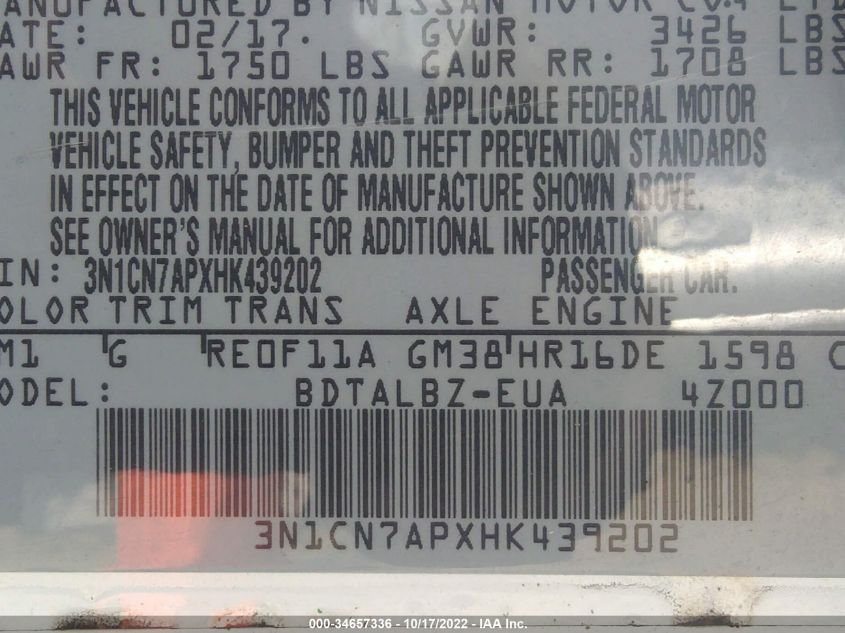 ANUFACTURED BY NISSAN MOTOR CO., LTD
ATE: 02/17. GVWR: 3426 LBS
AWR FR: 1750 LBS GAWR RR: 1708 LBS
THIS VEHICLE CONFORMS TO ALL APPLICABLE FEDERAL MOTOR
VEHICLE SAFETY, BUMPER AND THEFT PREVENTION STANDARDS
IN EFFECT ON THE DATE OF MANUFACTURE SHOWN ABOVE.
SEE OWNER'S MANUAL FOR ADDITIONAL INFORMATION
IN: 3N1CN7APXHK439202 PASSENGER CAR.
OLOR TRIM TRANS AXLE ENGINE
M1 G RE0F11A GM38 HR16DE 1598 C
ODEL: BDTALBZ-EUA 4Z000
3N1CN7APXHK439202
000-34657336 - 10/17/2022 - IAA Inc.